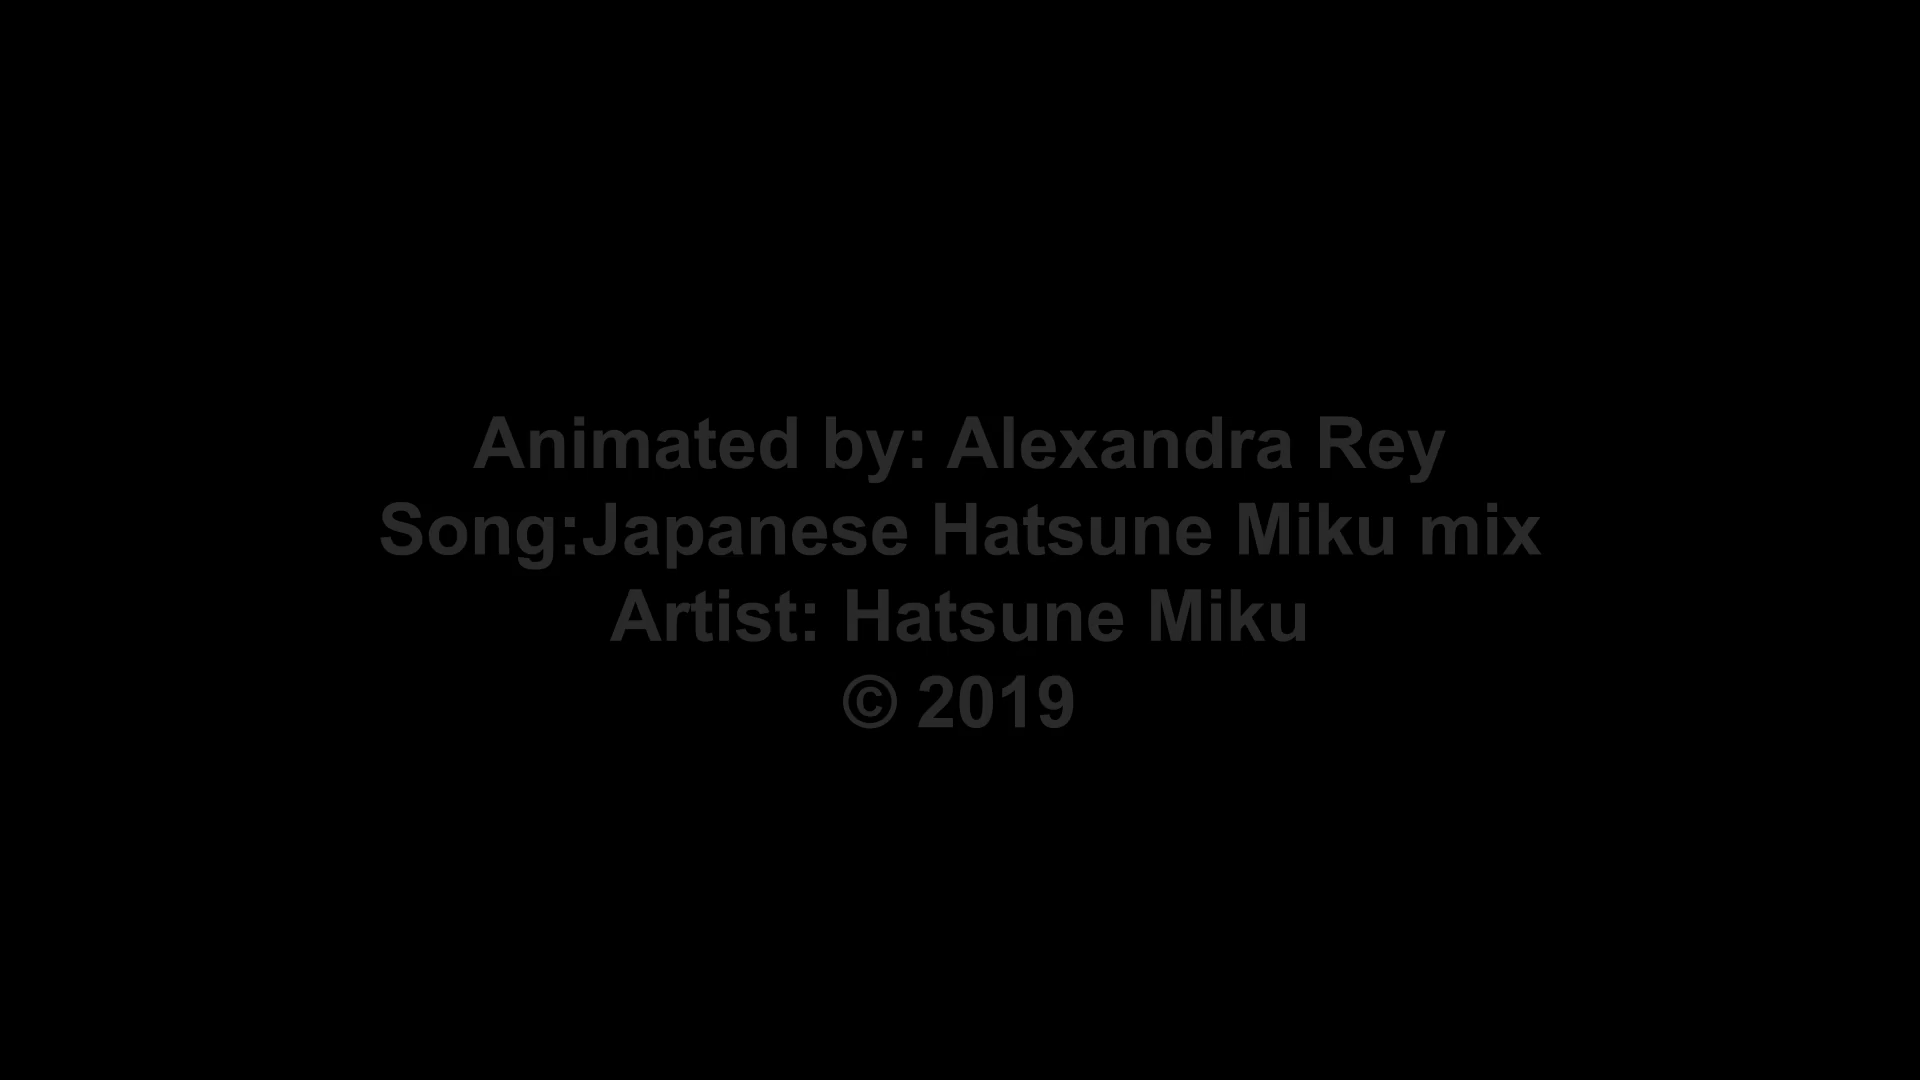 Animated by: Alexandra Rey
Song:Japanese Hatsune Miku mix
Artist: Hatsune Miku
© 2019